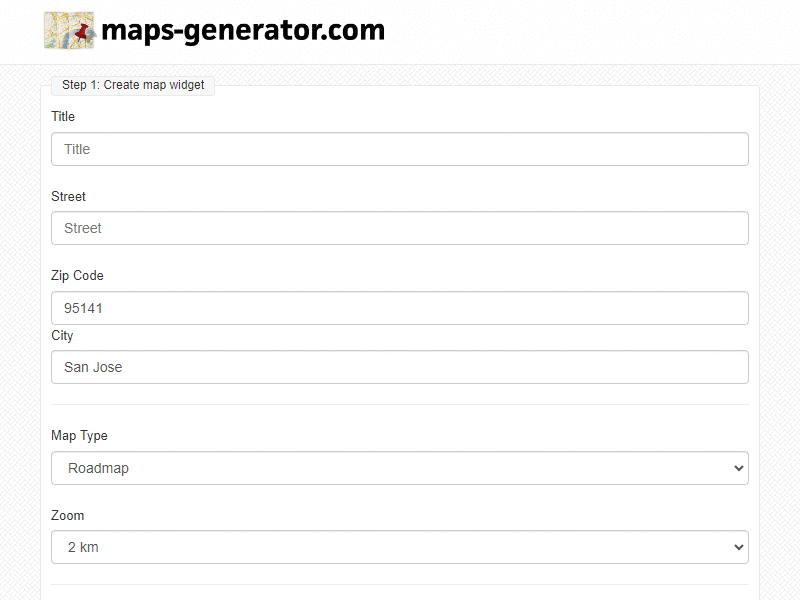 maps-generator.com
Step 1: Create map widget
Title
Title
Street
Street
Zip Code
95141
City
San Jose
Map Type
Roadmap
Zoom
2 km